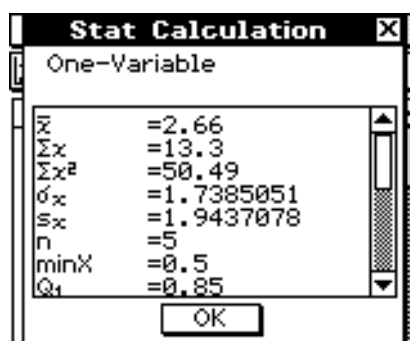 Stat Calculation
One-Variable
x̄ =2.66
Σx =13.3
Σx² =50.49
σx =1.7385051
sx =1.9437078
n =5
minX =0.5
Q₁ =0.85
OK